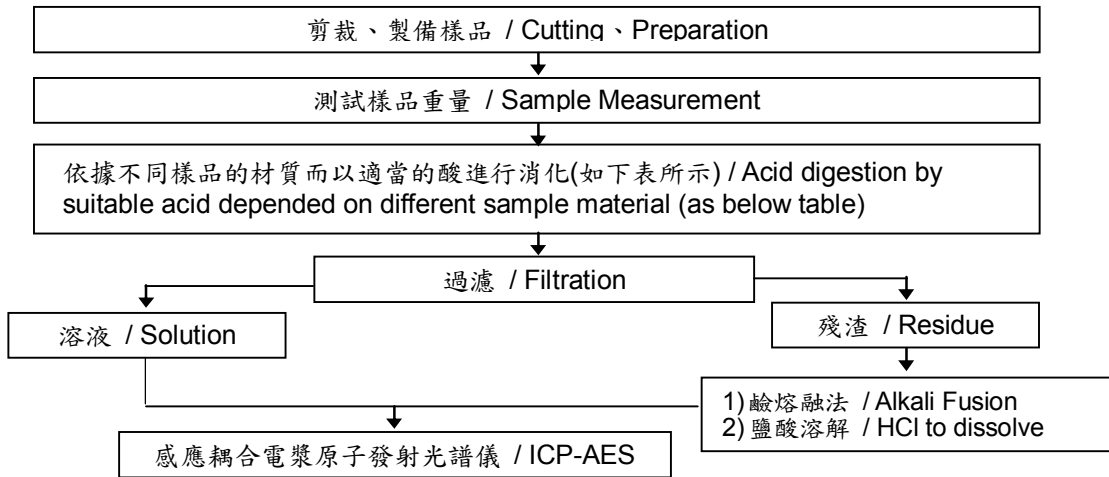 剪裁、製備樣品 / Cutting、Preparation
測試樣品重量 / Sample Measurement
依據不同樣品的材質而以適當的酸進行消化(如下表所示) / Acid digestion by
suitable acid depended on different sample material (as below table)
過濾 / Filtration
溶液 / Solution
殘渣 / Residue
1) 鹼熔融法 / Alkali Fusion
2) 鹽酸溶解 / HCl to dissolve
感應耦合電漿原子發射光譜儀 / ICP-AES